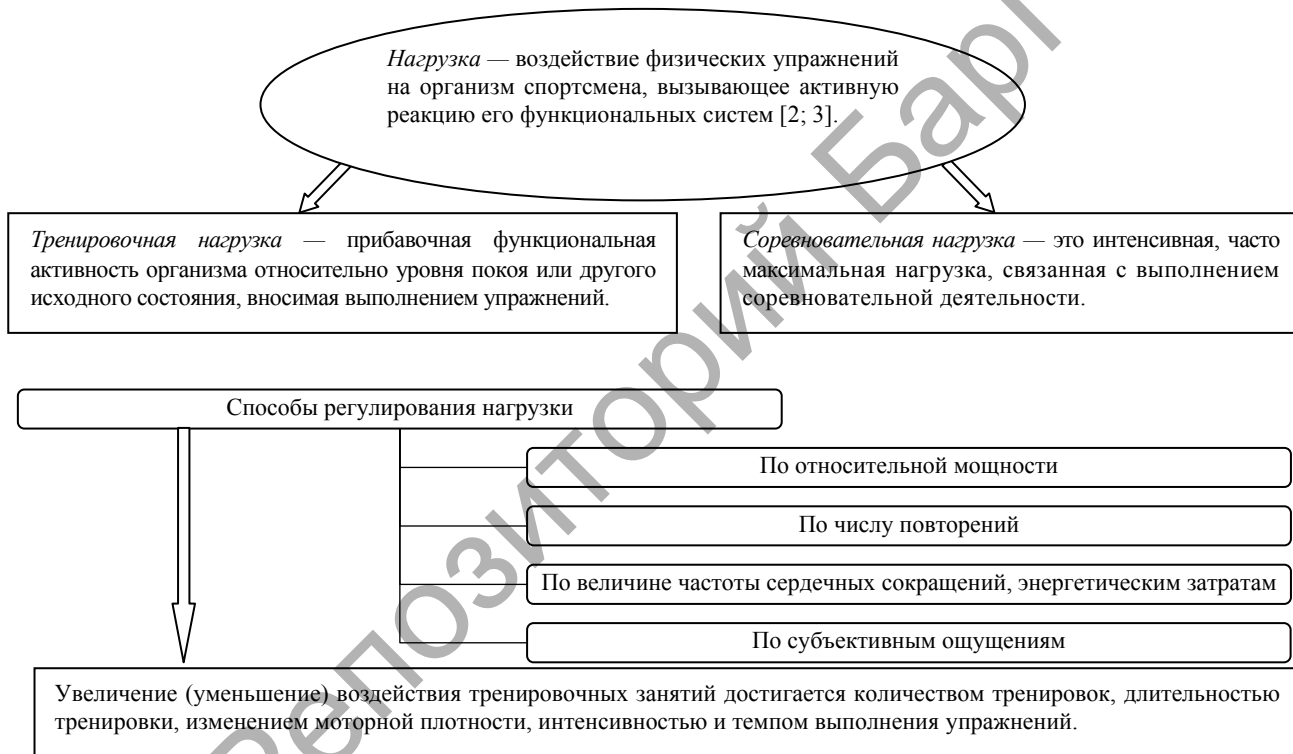 Нагрузка — воздействие физических упражнений
на организм спортсмена, вызывающее активную
реакцию его функциональных систем [2; 3].
Тренировочная нагрузка — прибавочная функциональная
активность организма относительно уровня покоя или другого
исходного состояния, вносимая выполнением упражнений.
Соревновательная нагрузка — это интенсивная, часто
максимальная нагрузка, связанная с выполнением
соревновательной деятельности.
Способы регулирования нагрузки
По относительной мощности
По числу повторений
По величине частоты сердечных сокращений, энергетическим затратам
По субъективным ощущениям
Увеличение (уменьшение) воздействия тренировочных занятий достигается количеством тренировок, длительностью
тренировки, изменением моторной плотности, интенсивностью и темпом выполнения упражнений.
Репозиторий